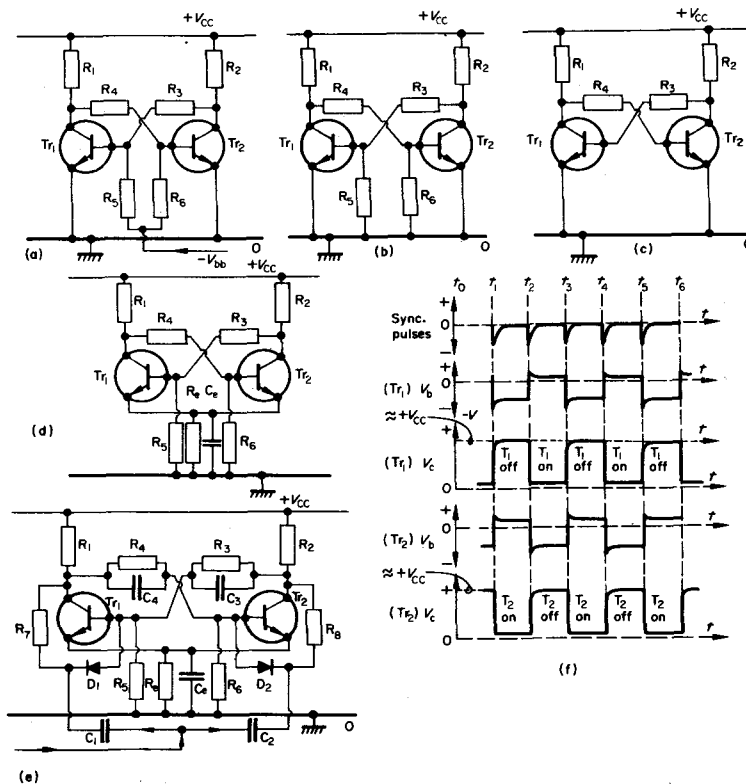 +VCC
R1
R2
R4
R3
Tr1
Tr2
R5
R6
(a)
−Vbb
0
+VCC
R1
R2
R4
R3
Tr1
Tr2
R5
R6
(b)
0
+VCC
R1
R2
R4
R3
Tr1
Tr2
(c)
+VCC
R1
R2
R4
R3
Tr1
Tr2
Re Ce
R5
R6
(d)
+VCC
R1
R2
R4
R3
C4
C3
Tr1
Tr2
R7
R8
D1
R5
Re
Ce
R6
D2
C1
C2
0
(e)
t0 t1 t2 t3 t4 t5 t6
Sync. pulses
+
0
−
t
(Tr1) Vb
+
0
−
−V
t
≈+VCC
(Tr1) Vc
+
0
T1 off
T1 on
T1 off
T1 on
T1 off
t
(Tr2) Vb
+
0
−
t
≈+VCC
(Tr2) Vc
+
0
T2 on
T2 off
T2 on
T2 off
T2 on
t
(f)